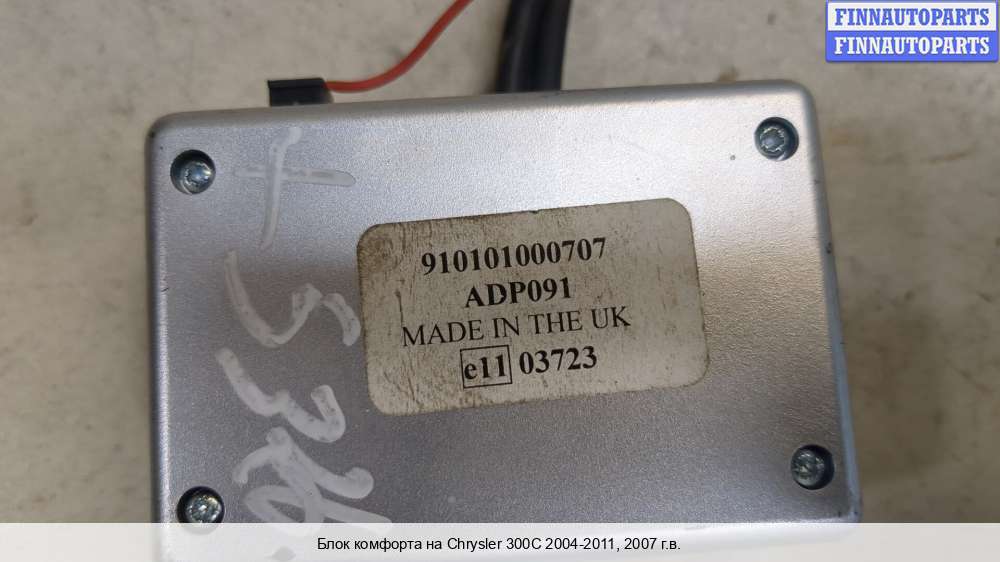 FINNAUTOPARTS
FINNAUTOPARTS
910101000707
ADP091
MADE IN THE UK
e11 03723
Блок комфорта на Chrysler 300C 2004-2011, 2007 г.в.